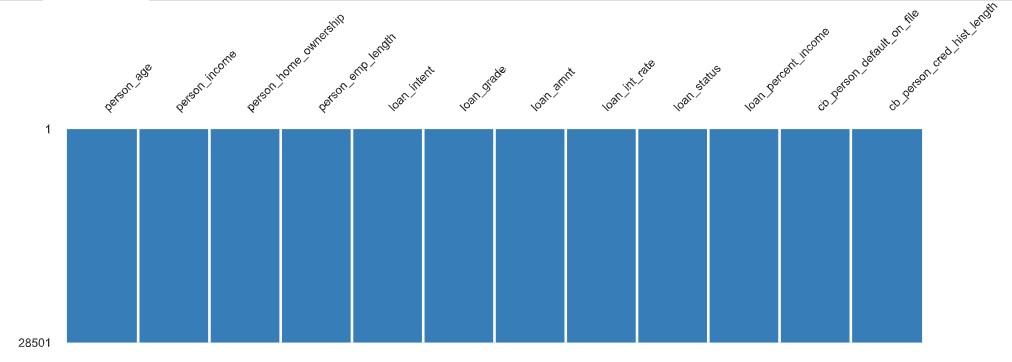 person_age
person_income
person_home_ownership
person_emp_length
loan_intent
loan_grade
loan_amnt
loan_int_rate
loan_status
loan_percent_income
cb_person_default_on_file
cb_person_cred_hist_length
1
28501